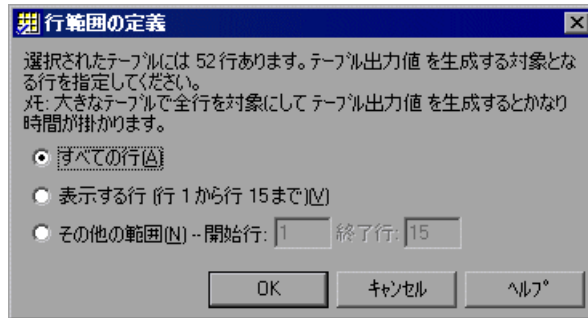 行範囲の定義
選択されたテーブルには 52 行あります。テーブル出力値 を生成する対象とな
る行を指定してください。
メモ: 大きなテーブルで全行を対象にして テーブル出力値 を生成するとかなり
時間が掛かります。
すべての行(A)
表示する行 (行 1 から行 15まで)(V)
その他の範囲(N) -- 開始行: 1 終了行: 15
OK キャンセル ヘルプ